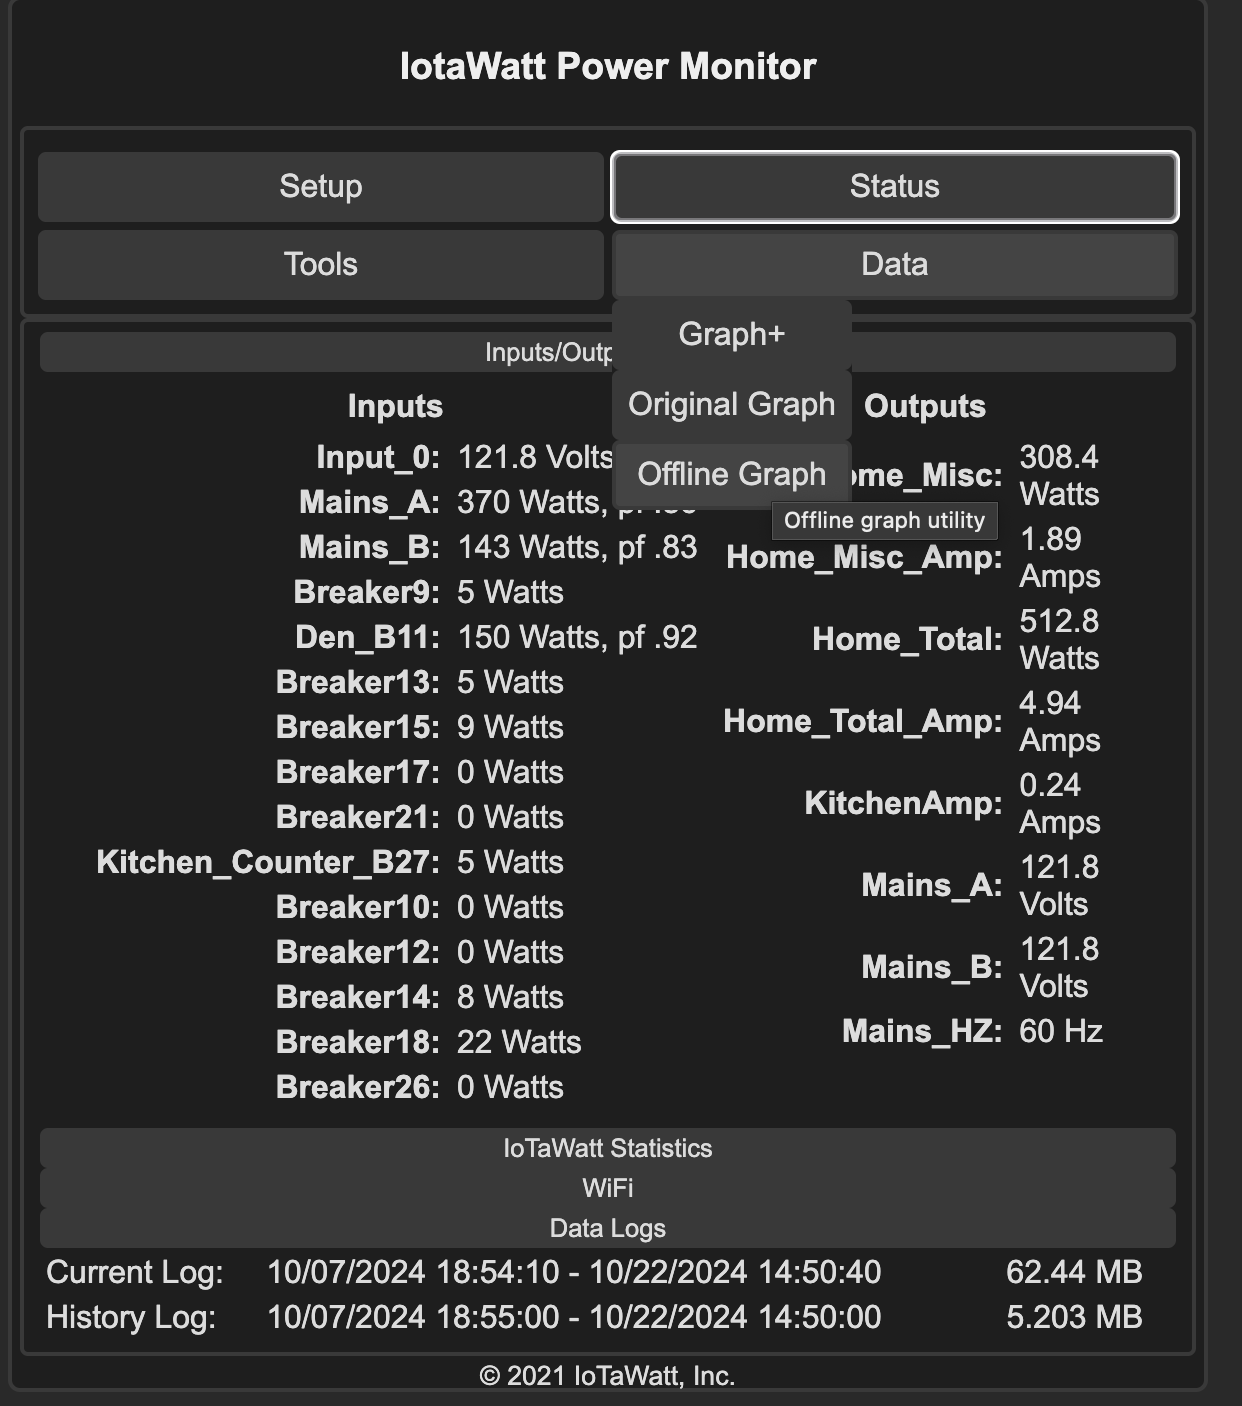 IotaWatt Power Monitor
Setup
Status
Tools
Data
Graph+
Original Graph
Offline Graph
Offline graph utility
Inputs/Outp
Inputs
Input_0: 121.8 Volts
Mains_A: 370 Watts,
Mains_B: 143 Watts, pf .83
Breaker9: 5 Watts
Den_B11: 150 Watts, pf .92
Breaker13: 5 Watts
Breaker15: 9 Watts
Breaker17: 0 Watts
Breaker21: 0 Watts
Kitchen_Counter_B27: 5 Watts
Breaker10: 0 Watts
Breaker12: 0 Watts
Breaker14: 8 Watts
Breaker18: 22 Watts
Breaker26: 0 Watts
Outputs
ome_Misc: 308.4
Watts
Home_Misc_Amp: 1.89
Amps
Home_Total: 512.8
Watts
Home_Total_Amp: 4.94
Amps
KitchenAmp: 0.24
Amps
Mains_A: 121.8
Volts
Mains_B: 121.8
Volts
Mains_HZ: 60 Hz
IoTaWatt Statistics
WiFi
Data Logs
Current Log: 10/07/2024 18:54:10 - 10/22/2024 14:50:40 62.44 MB
History Log: 10/07/2024 18:55:00 - 10/22/2024 14:50:00 5.203 MB
© 2021 IoTaWatt, Inc.